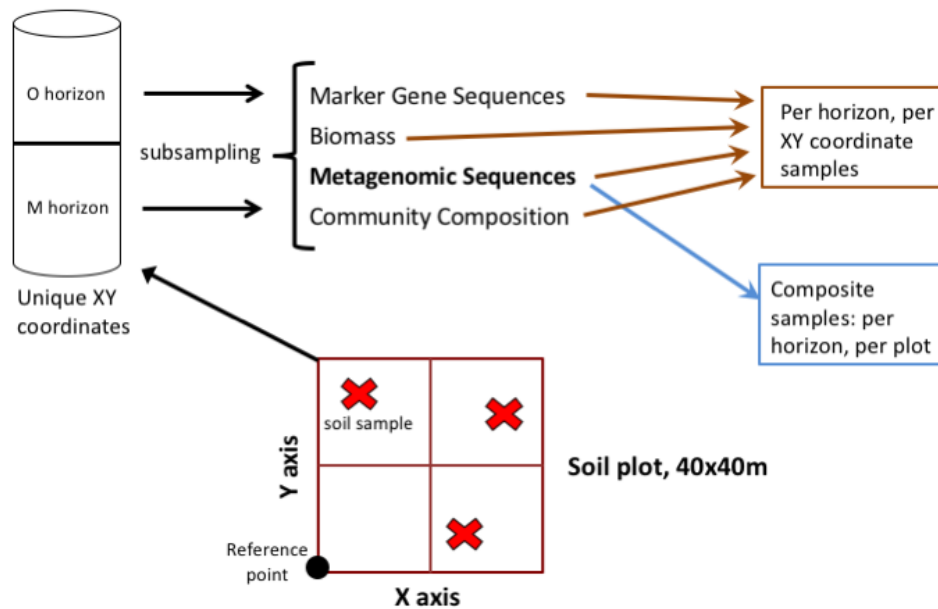 O horizon
M horizon
Unique XY
coordinates
subsampling
Marker Gene Sequences
Biomass
Metagenomic Sequences
Community Composition
Per horizon, per
XY coordinate
samples
Composite
samples: per
horizon, per plot
soil sample
Y axis
Soil plot, 40x40m
Reference
point
X axis